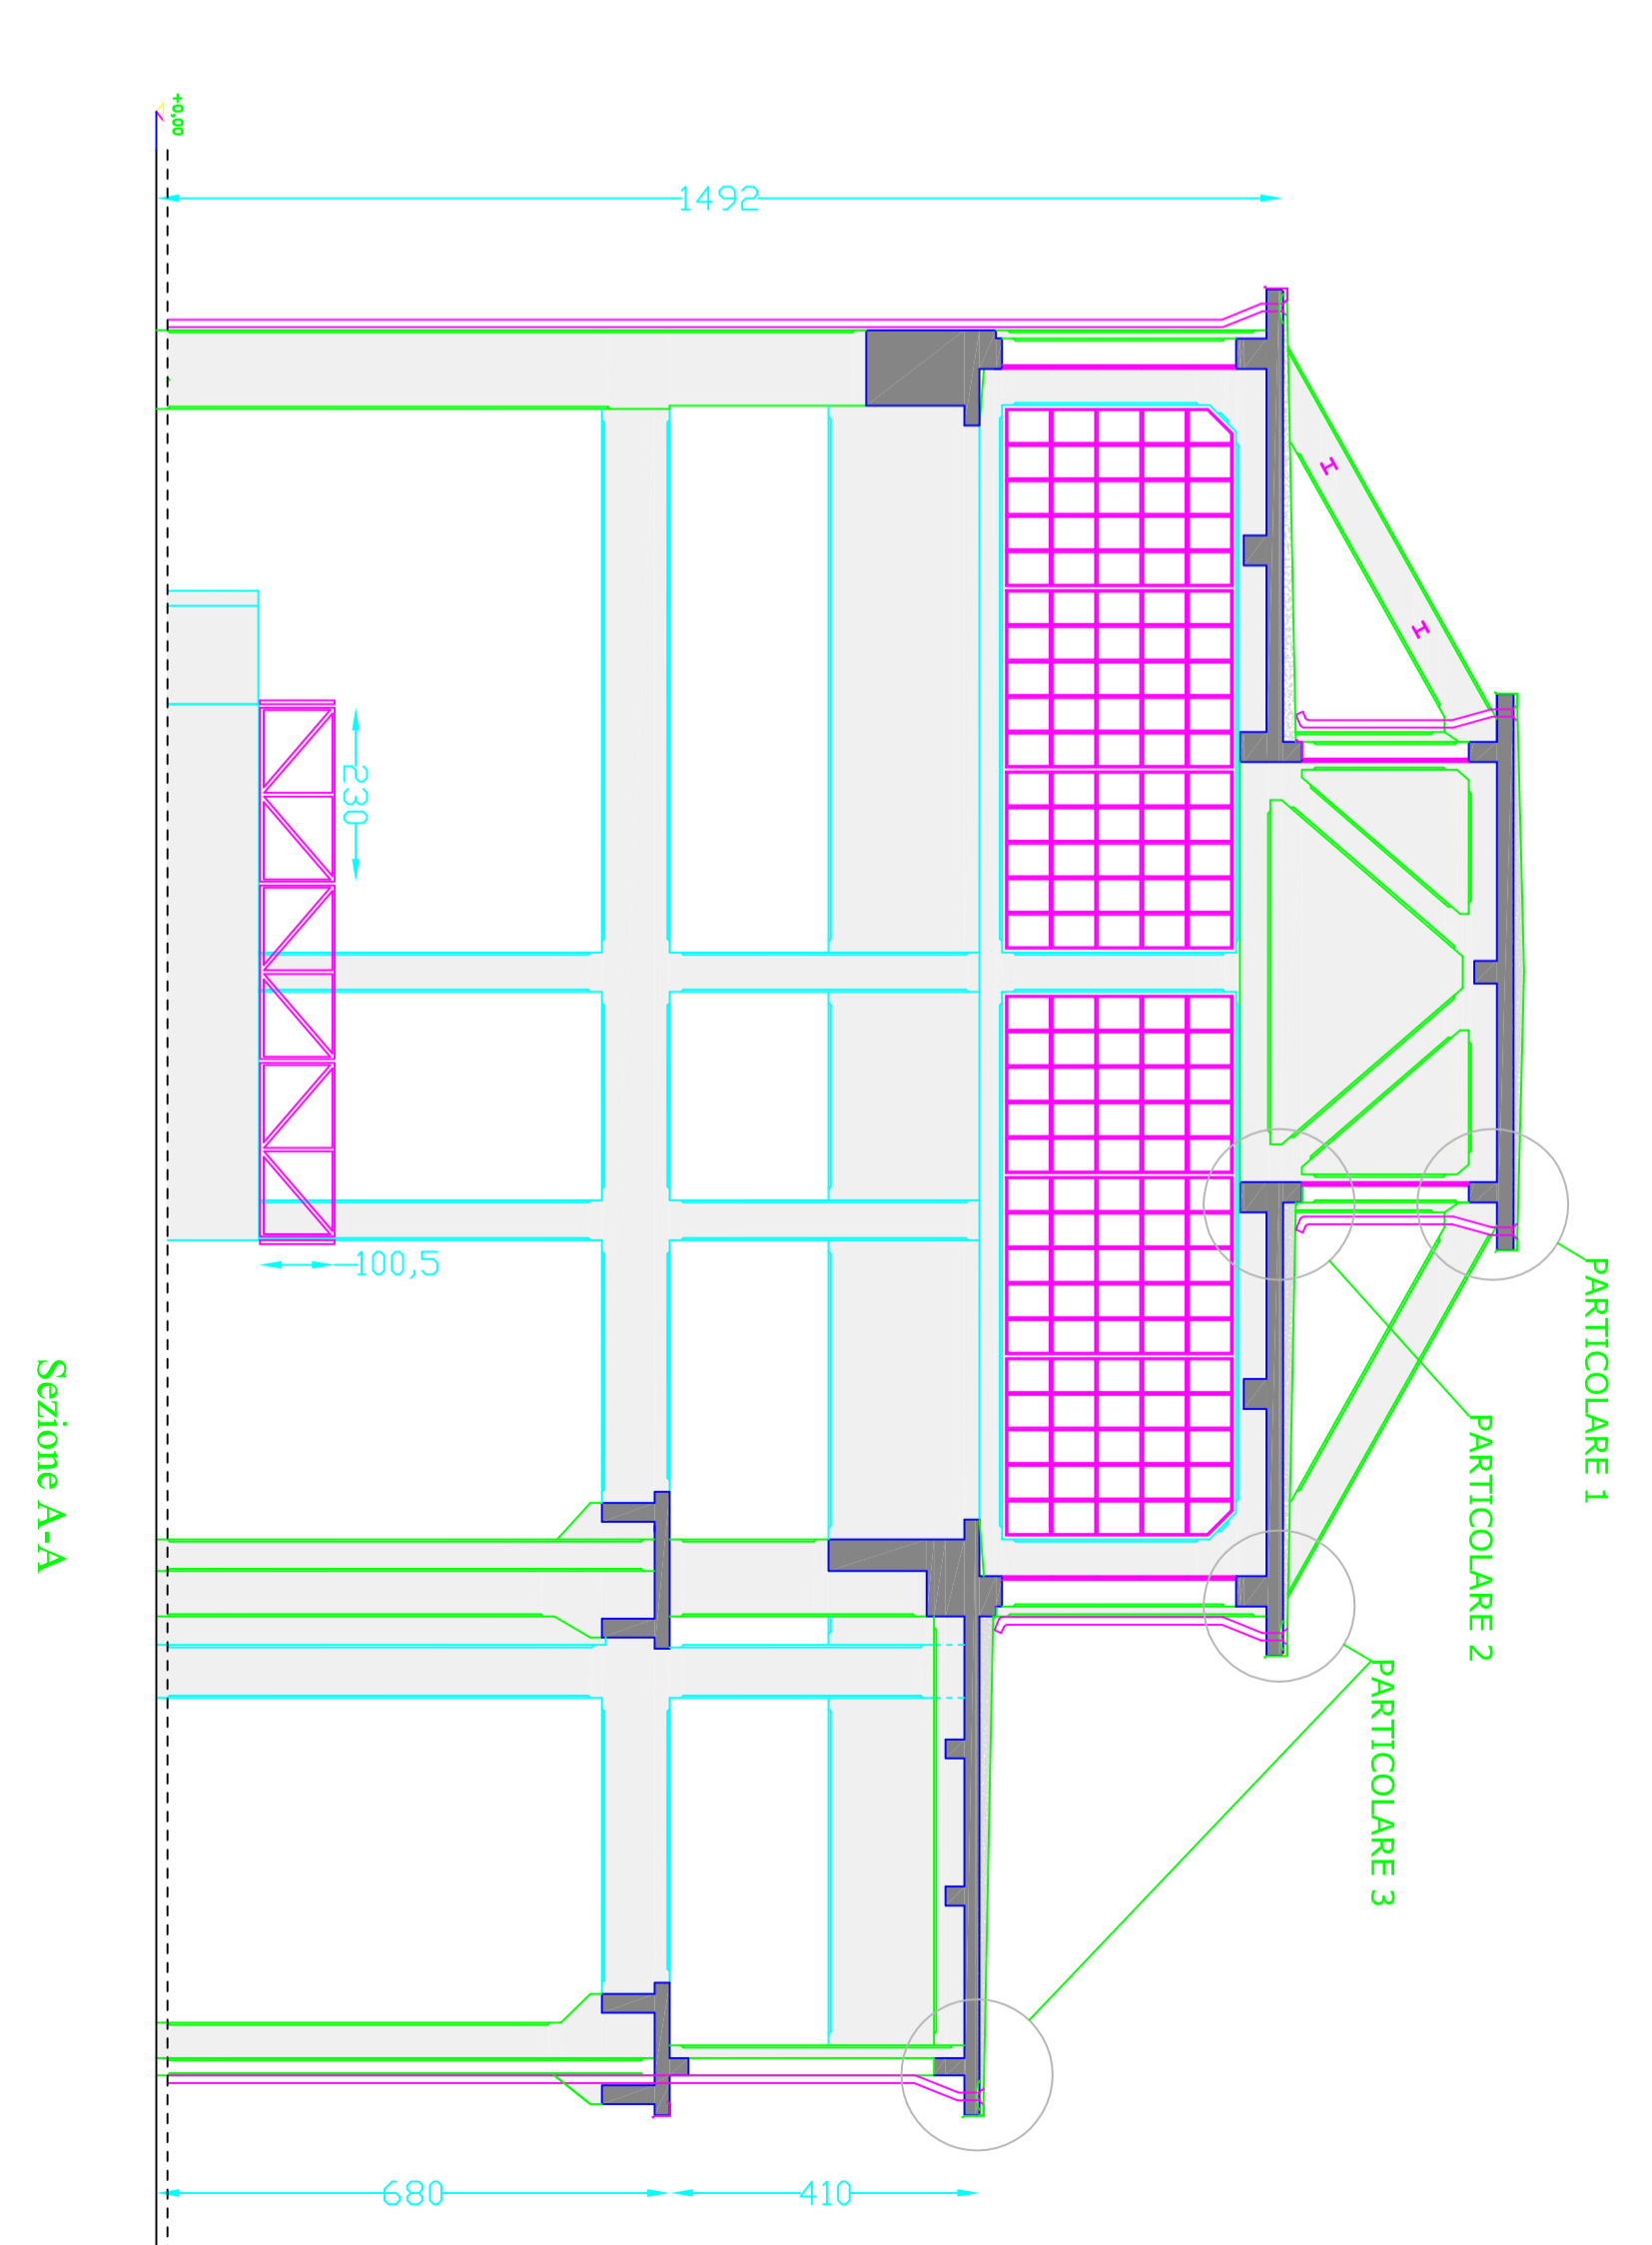 +0,00
1492
230
100,5
680
410
PARTICOLARE 1
PARTICOLARE 2
PARTICOLARE 3
Sezione A-A